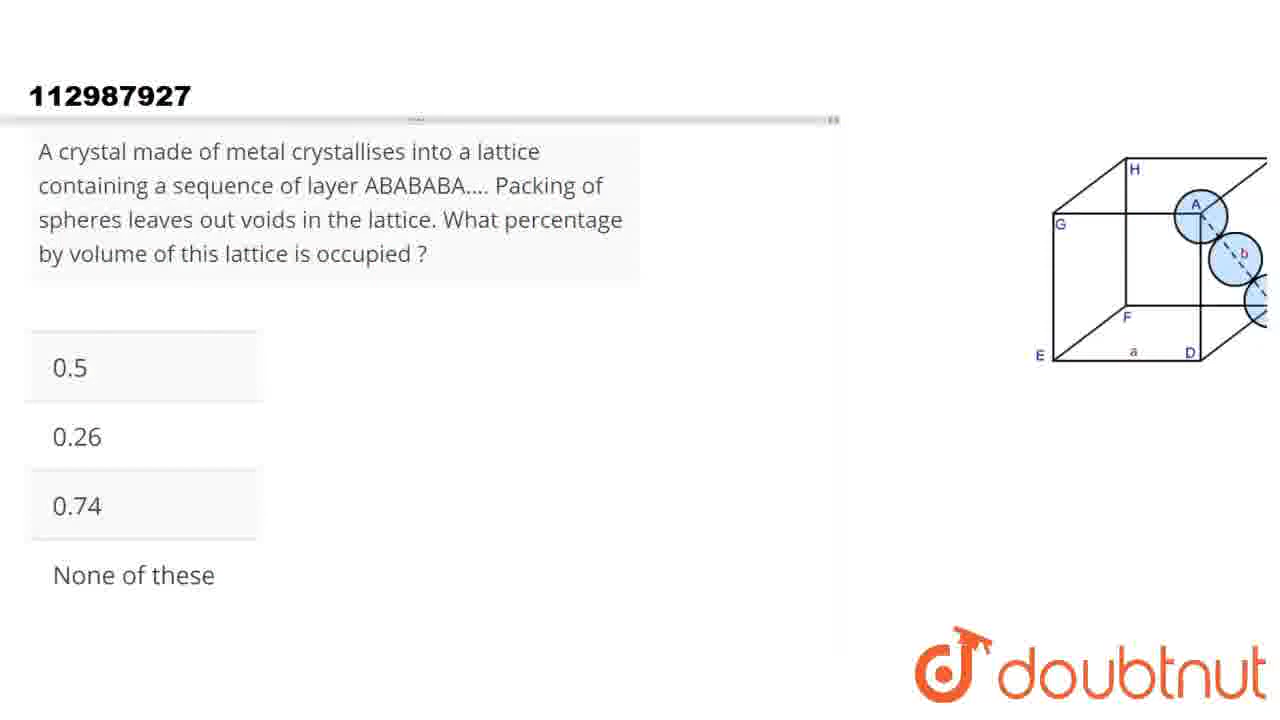 112987927
A crystal made of metal crystallises into a lattice
containing a sequence of layer ABABABA.... Packing of
spheres leaves out voids in the lattice. What percentage
by volume of this lattice is occupied ?
0.5
0.26
0.74
None of these
H
A
G
b
F
E
a
D
doubtnut